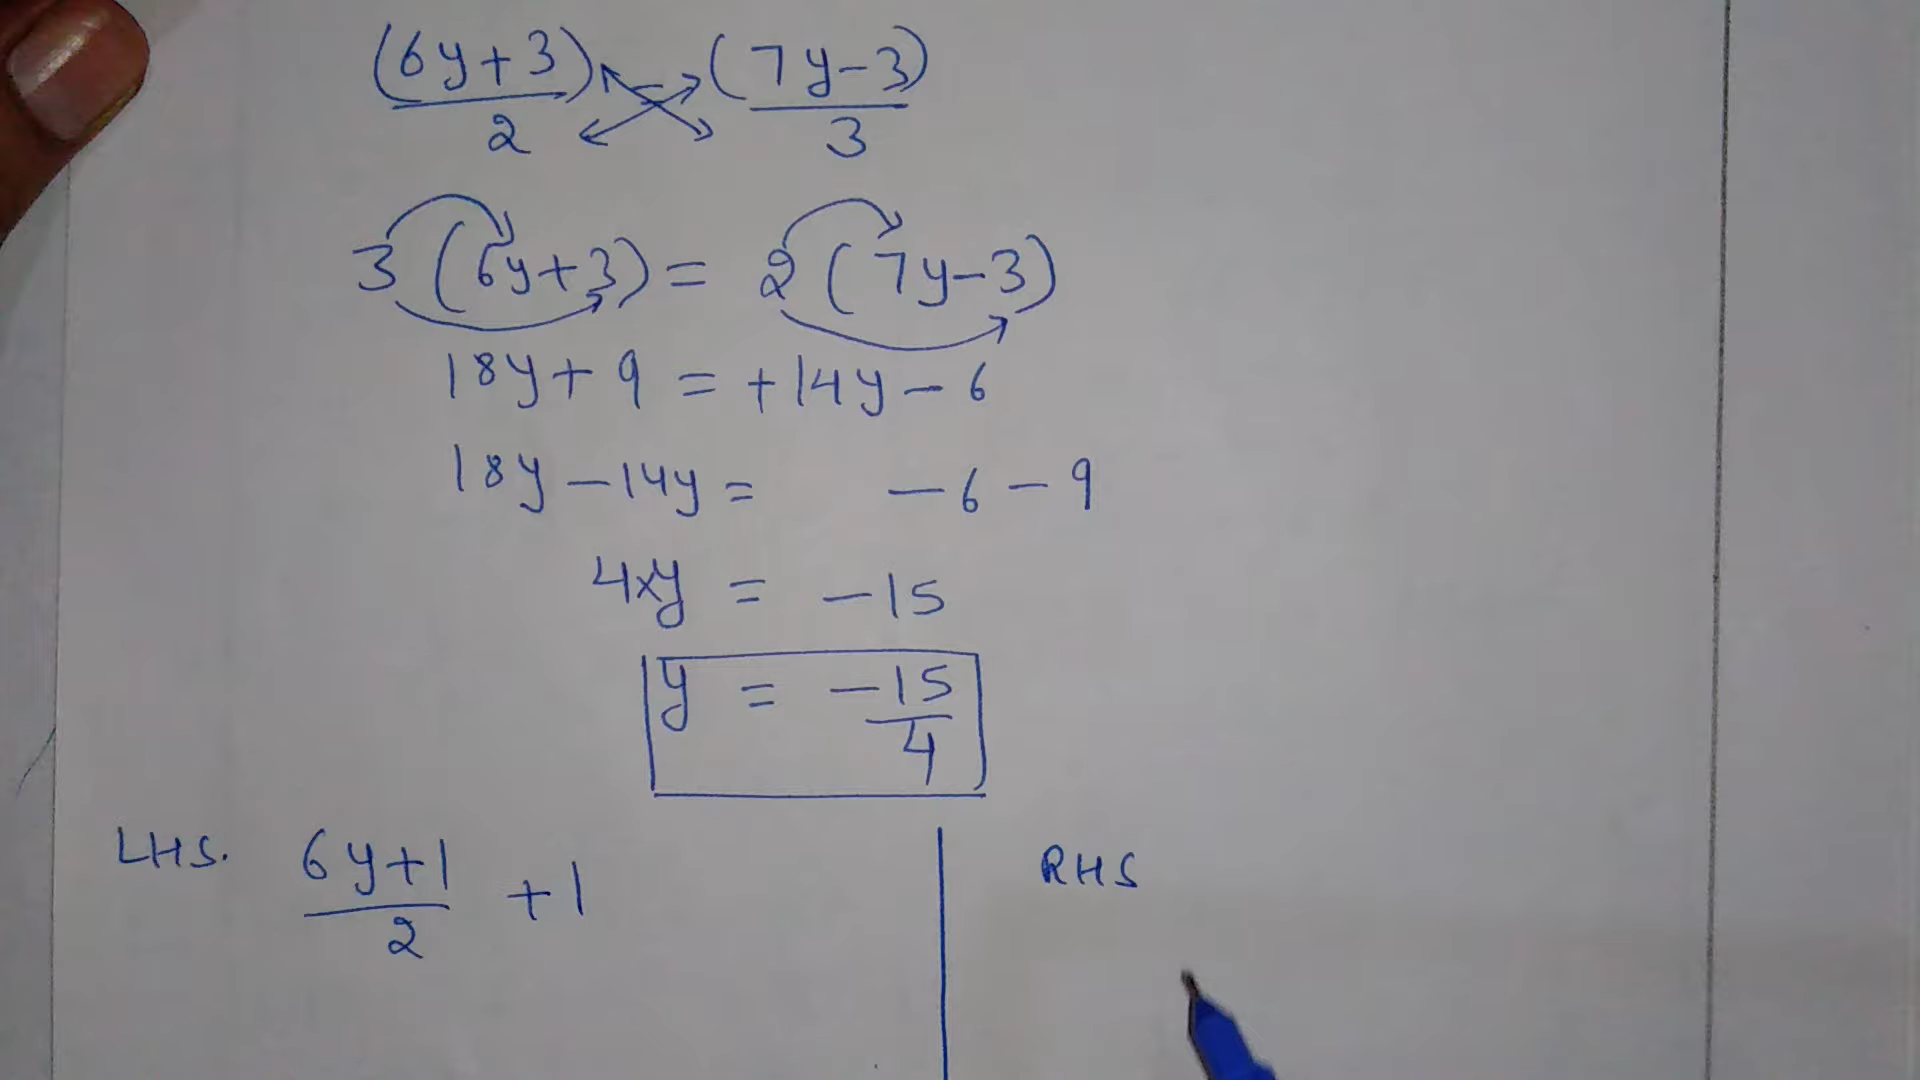 (6y+3)/2 = (7y-3)/3
3(6y+3) = 2(7y-3)
18y+9 = +14y-6
18y-14y = -6-9
4×y = -15
y = -15/4
LHS. (6y+1)/2 +1
RHS